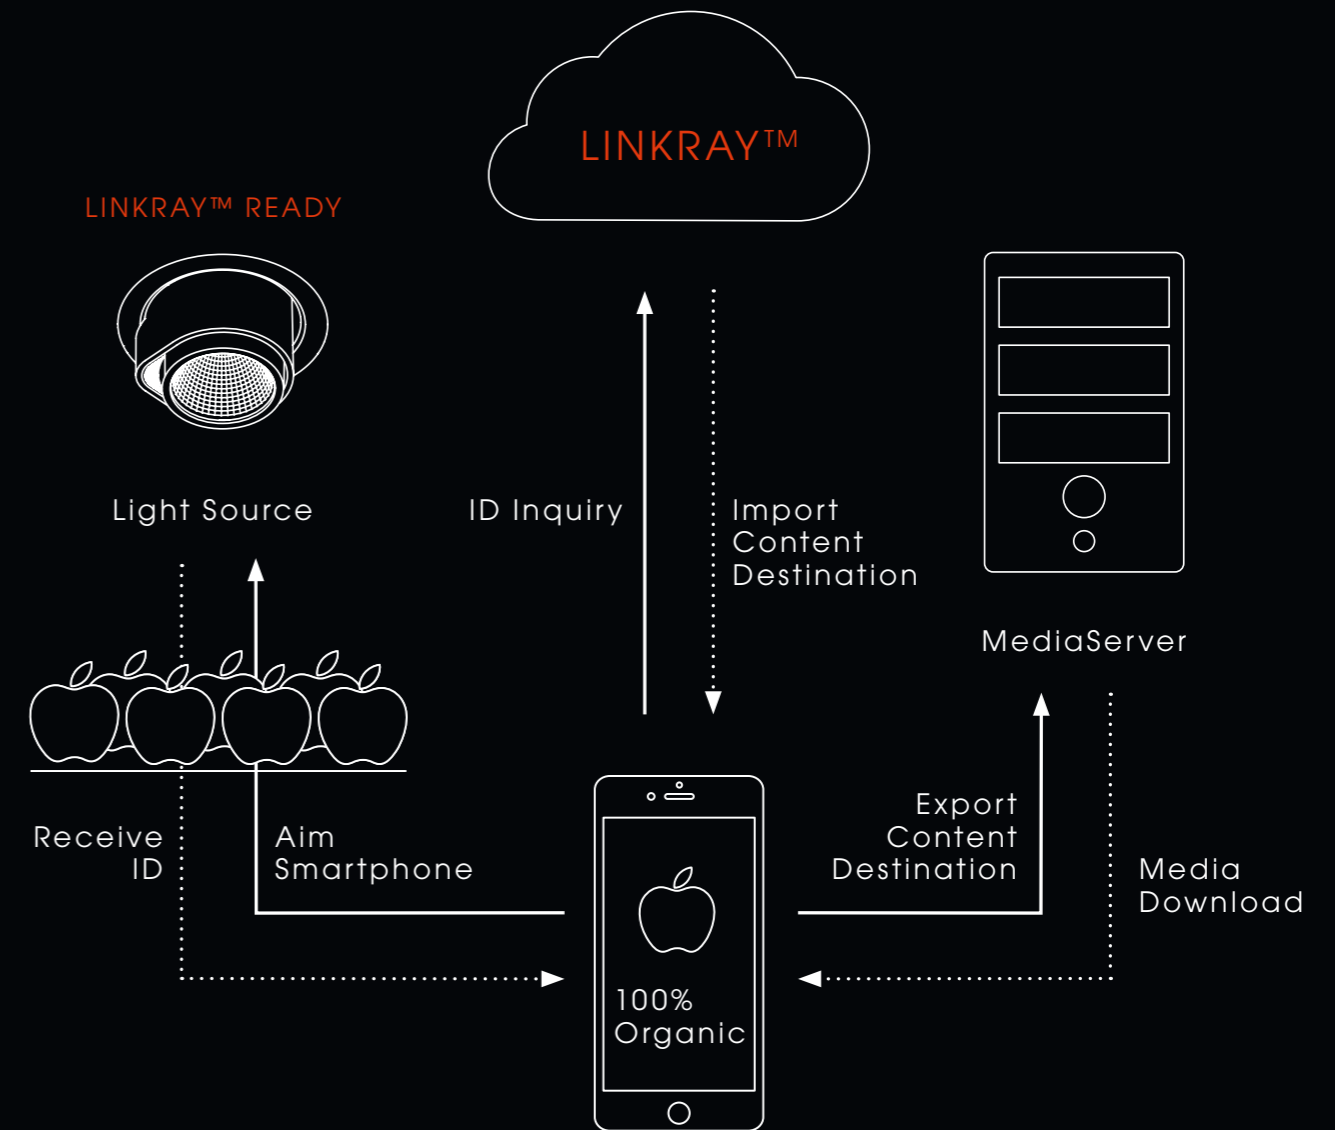 LINKRAY™
LINKRAY™ READY
Light Source
ID Inquiry
Import
Content
Destination
MediaServer
Receive
ID
Aim
Smartphone
Export
Content
Destination
Media
Download
100%
Organic